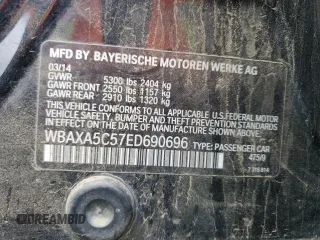 MFD BY BAYERISCHE MOTOREN WERKE AG
03/14
GVWR 5300 lbs 2404 kg
GAWR FRONT 2550 lbs 1157 kg
GAWR REAR 2910 lbs 1320 kg
THIS VEHICLE CONFORMS TO ALL APPLICABLE U.S. FEDERAL MOTOR
VEHICLE SAFETY, BUMPER, AND THEFT PREVENTION STANDARDS
IN EFFECT ON THE DATE OF MANUFACTURE SHOWN ABOVE.
WBAXA5C57ED690696 TYPE: PASSENGER CAR
475/9
DREAMBID